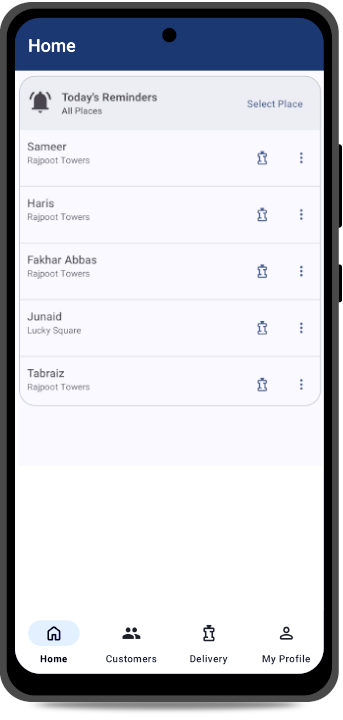 Home
Today's Reminders
All Places
Select Place
Sameer
Rajpoot Towers
Haris
Rajpoot Towers
Fakhar Abbas
Rajpoot Towers
Junaid
Lucky Square
Tabraiz
Rajpoot Towers
Home Customers Delivery My Profile